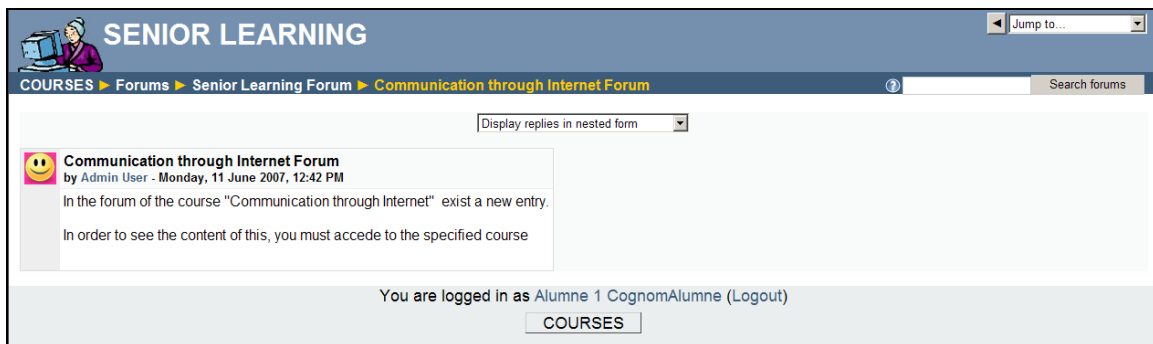 SENIOR LEARNING
Jump to...
COURSES ► Forums ► Senior Learning Forum ► Communication through Internet Forum
Search forums
Display replies in nested form
Communication through Internet Forum
by Admin User - Monday, 11 June 2007, 12:42 PM
In the forum of the course "Communication through Internet" exist a new entry.
In order to see the content of this, you must accede to the specified course
You are logged in as Alumne 1 CognomAlumne (Logout)
COURSES